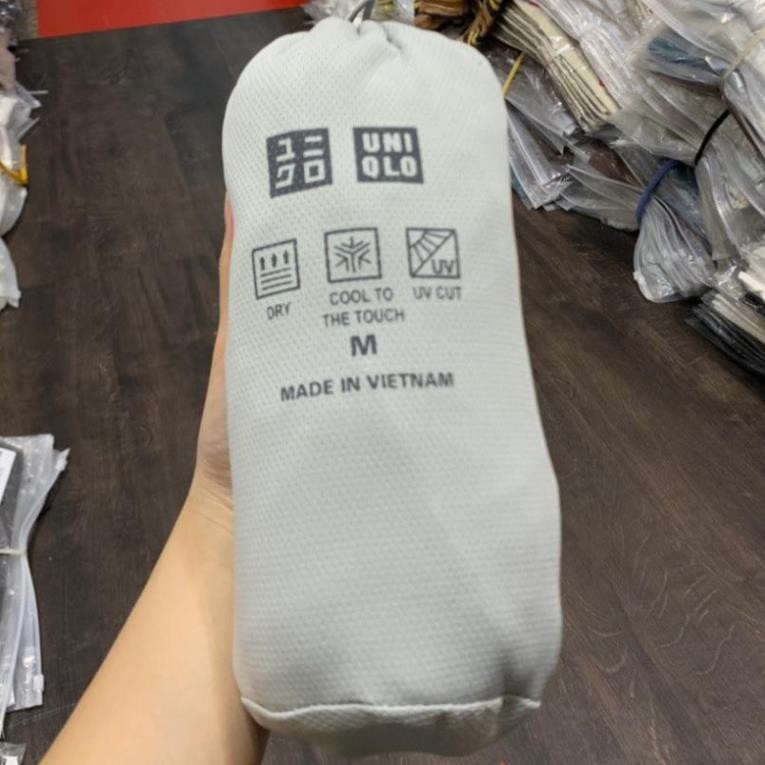 ユニ UNI
クロ QLO
UV
DRY
COOL TO
THE TOUCH
UV CUT
M
MADE IN VIETNAM